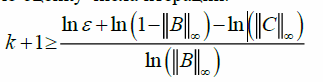 k+1≥ (ln ε+ln(1−‖B‖∞)−ln|(‖C‖∞)) / ln(‖B‖∞)